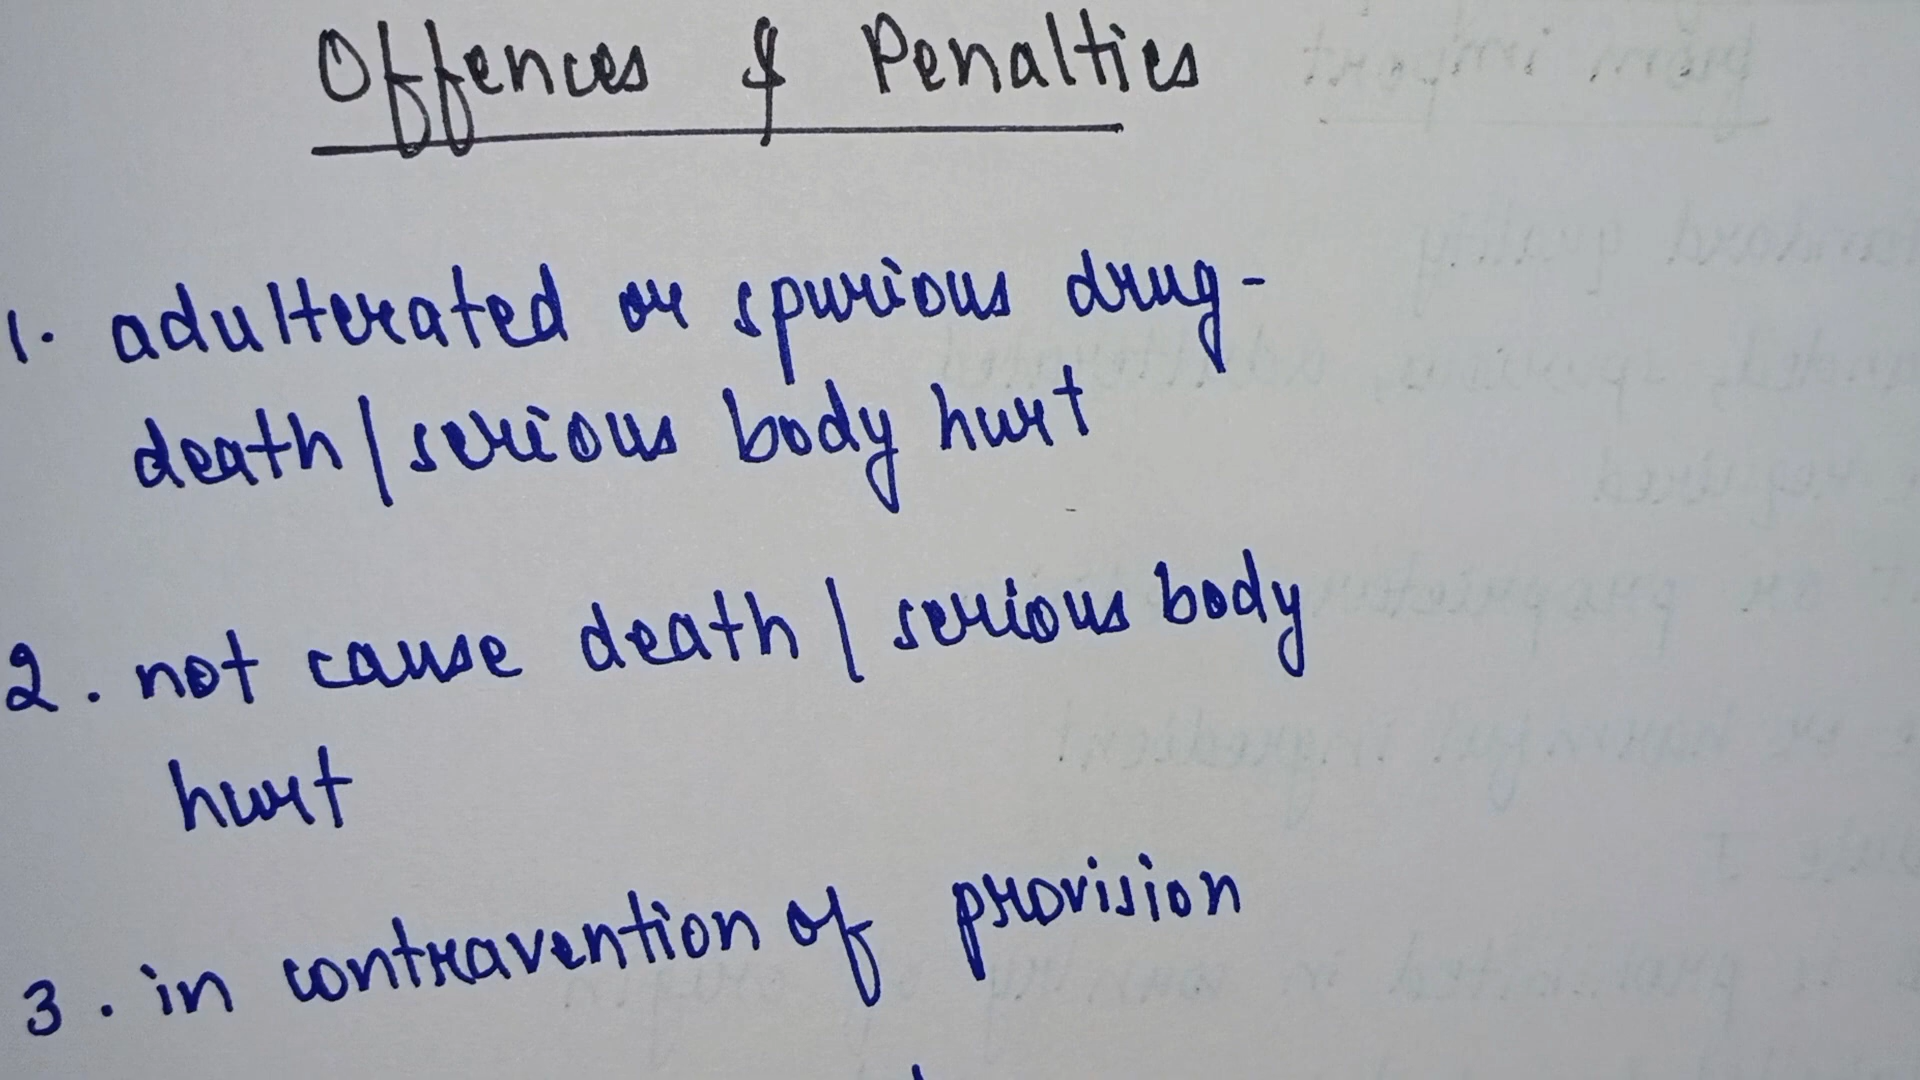 Offences & Penalties
1. adulterated or spurious drug-
death / serious body hurt
2. not cause death / serious body
hurt
3. in contravention of provision